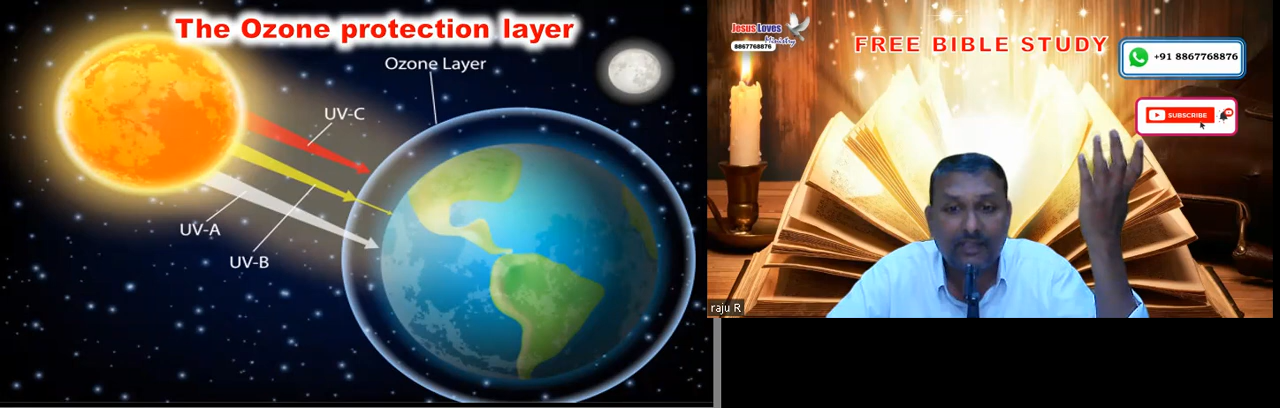 The Ozone protection layer
Ozone Layer
UV-C
UV-A
UV-B
Jesus Loves
Ministry
8867768876
FREE BIBLE STUDY
+91 8867768876
SUBSCRIBE
raju R